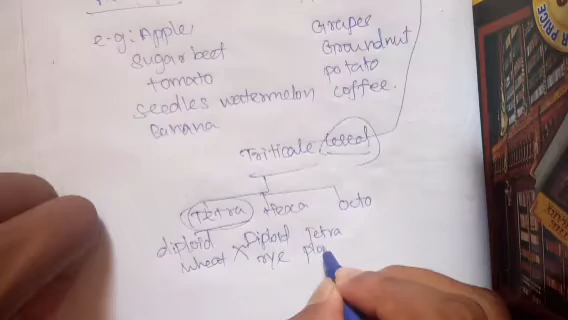 e-g: Apple, Grapes
Sugar beet Groundnut
tomato potato
seedles watermelon coffee.
Banana
Triticale, Cereal
Tetra Hexa Octo
diploid Diploid Tetra
wheat X rye plo
PRICE